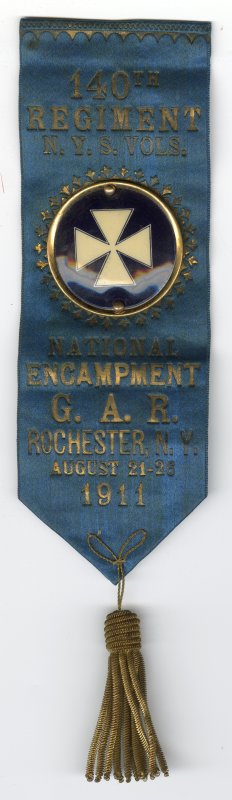 140TH
REGIMENT
N. Y. S. VOLS.
NATIONAL
ENCAMPMENT
G. A. R.
ROCHESTER, N. Y.
AUGUST 21-26
1911